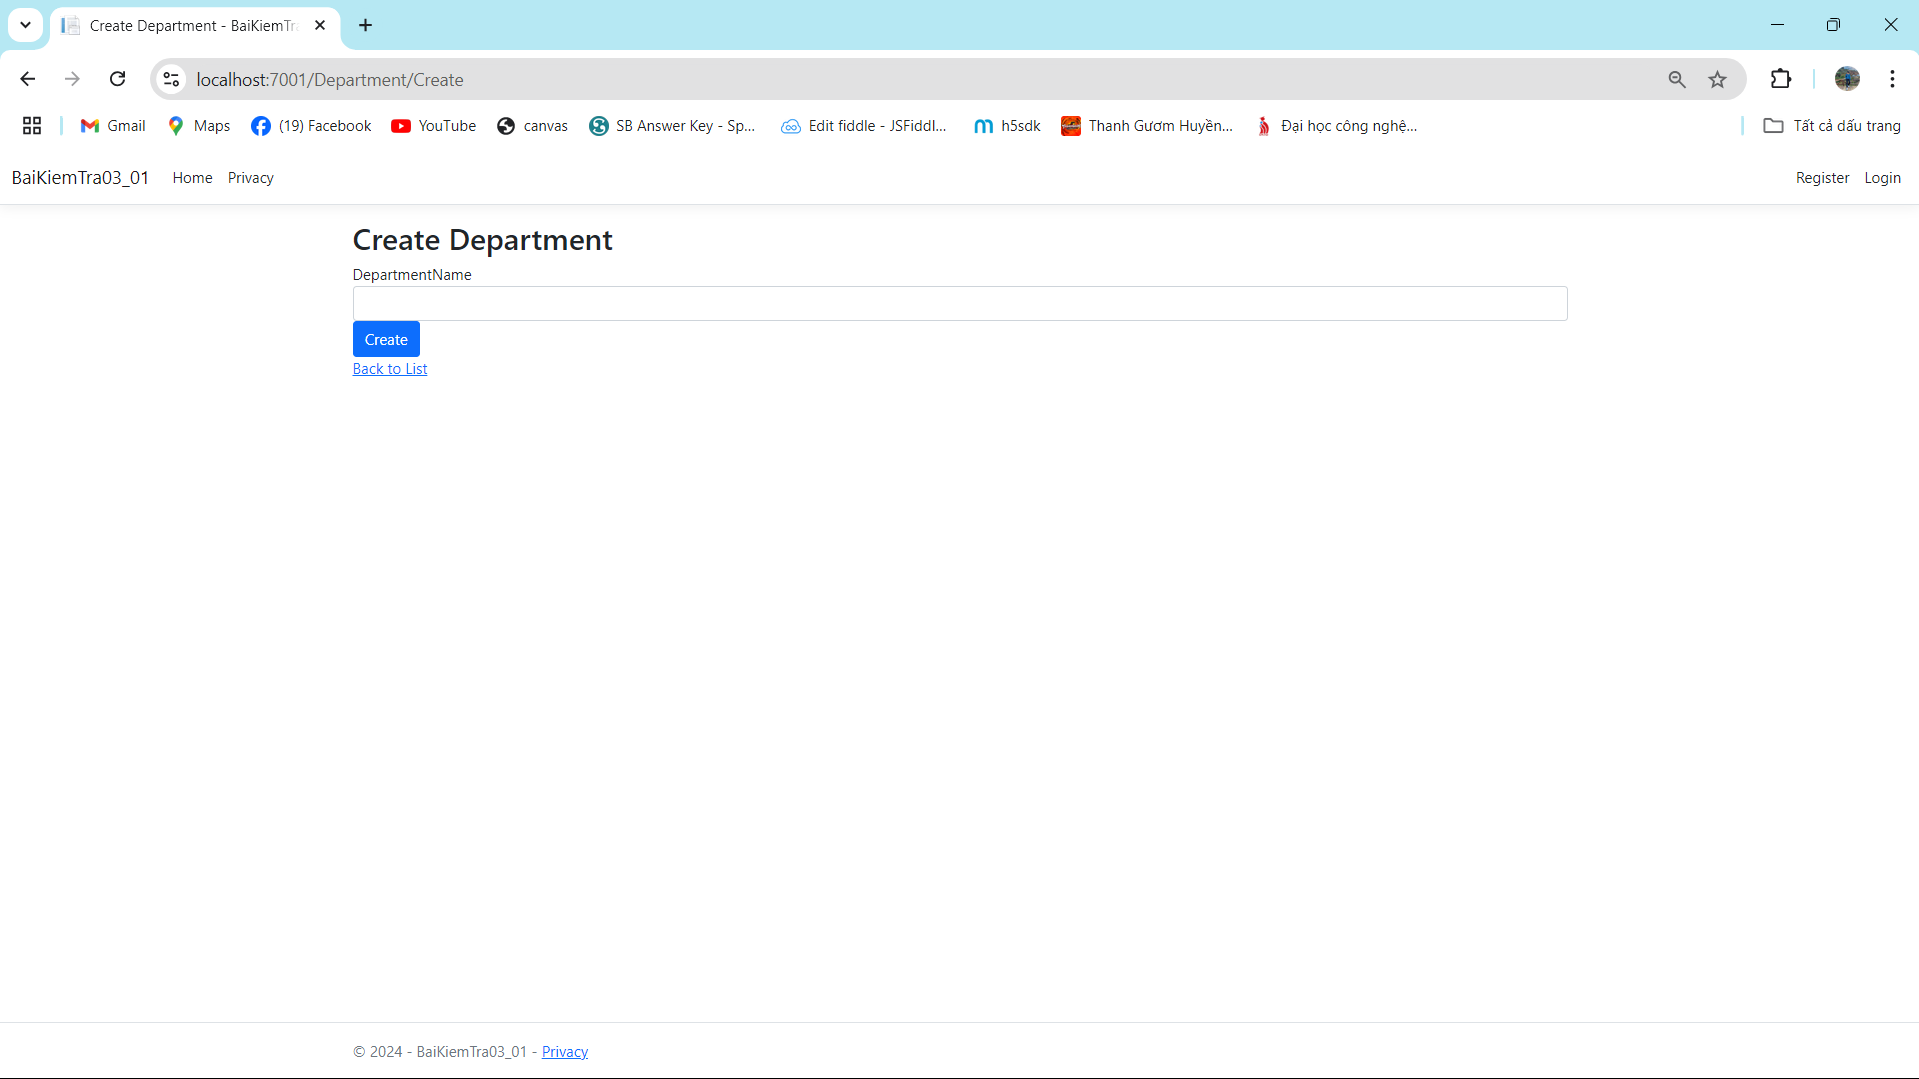 Create Department - BaiKiemTra
localhost:7001/Department/Create
Gmail Maps (19) Facebook YouTube canvas SB Answer Key - Sp... Edit fiddle - JSFiddl... h5sdk Thanh Gươm Huyền... Đại học công nghệ... Tất cả dấu trang
BaiKiemTra03_01 Home Privacy Register Login
Create Department
DepartmentName
Create
Back to List
© 2024 - BaiKiemTra03_01 - Privacy